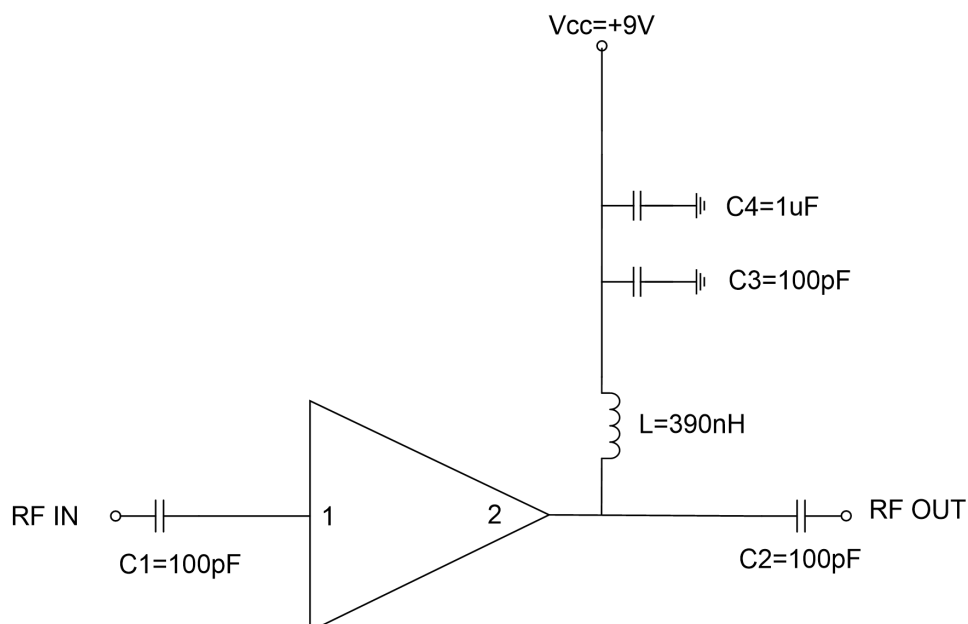 Vcc=+9V
C4=1uF
C3=100pF
L=390nH
RF IN
1
2
RF OUT
C1=100pF
C2=100pF